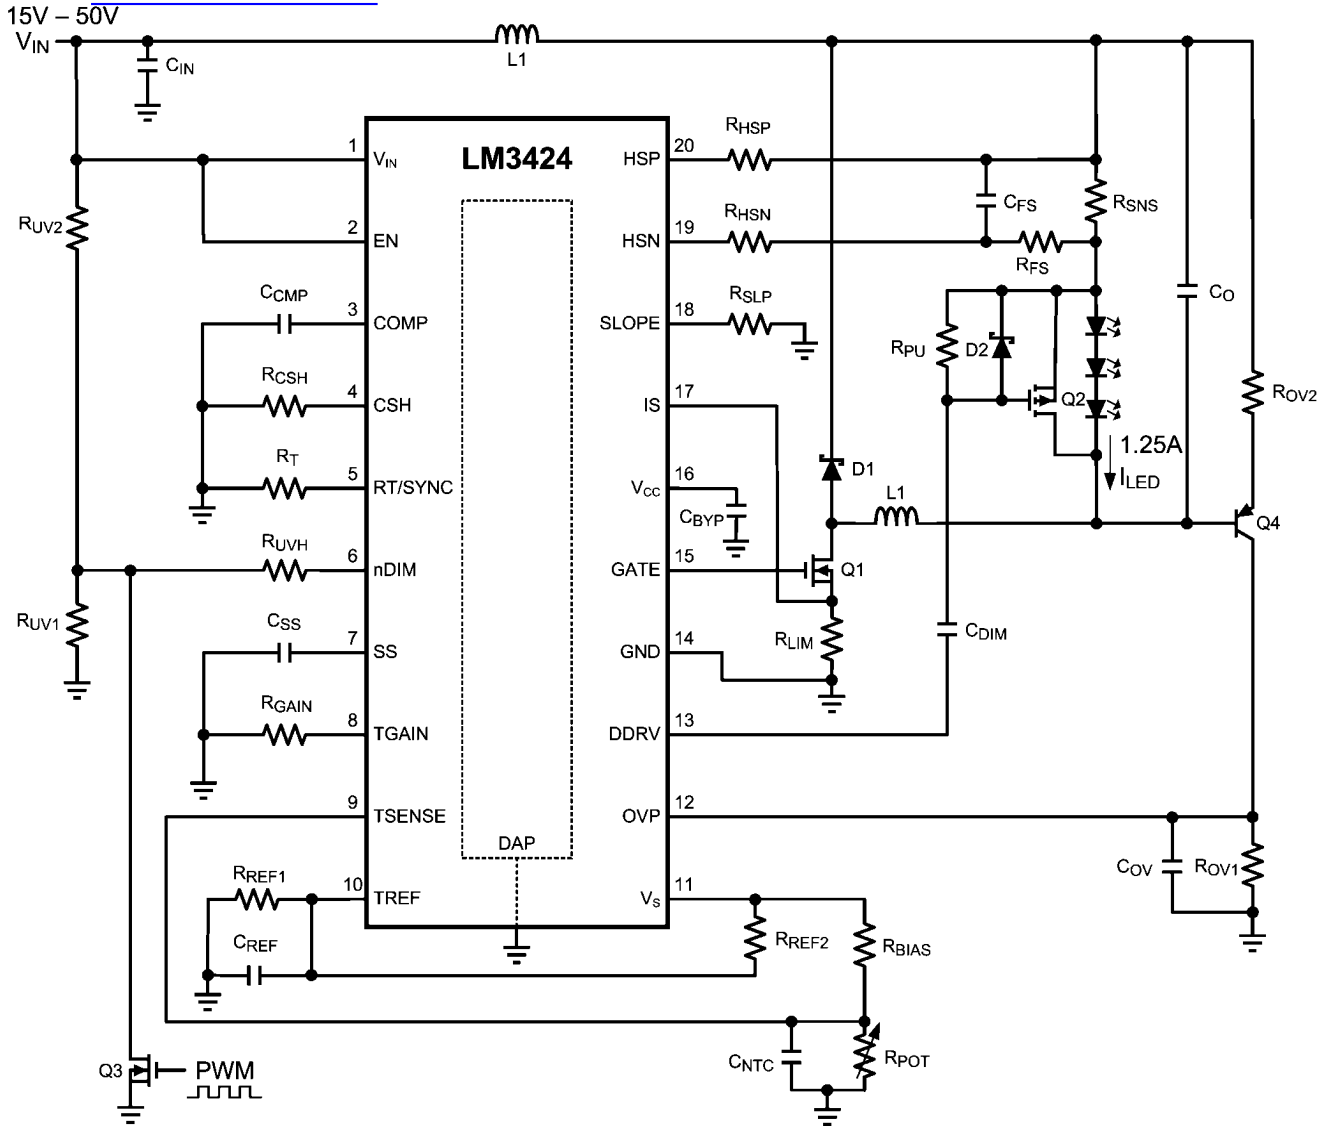 15V – 50V
VIN
CIN
L1
LM3424
1
VIN
2
EN
3
COMP
4
CSH
5
RT/SYNC
6
nDIM
7
SS
8
TGAIN
9
TSENSE
10
TREF
DAP
20
HSP
19
HSN
18
SLOPE
17
IS
16
VCC
15
GATE
14
GND
13
DDRV
12
OVP
11
VS
RUV2
CCMP
RCSH
RT
RUVH
RUV1
CSS
RGAIN
RREF1
CREF
Q3
PWM
RHSP
RHSN
RSLP
CFS
RFS
RSNS
RPU
D2
Q2
CO
ROV2
1.25A
ILED
D1
L1
Q4
CBYP
Q1
RLIM
CDIM
COV
ROV1
RREF2
RBIAS
CNTC
RPOT